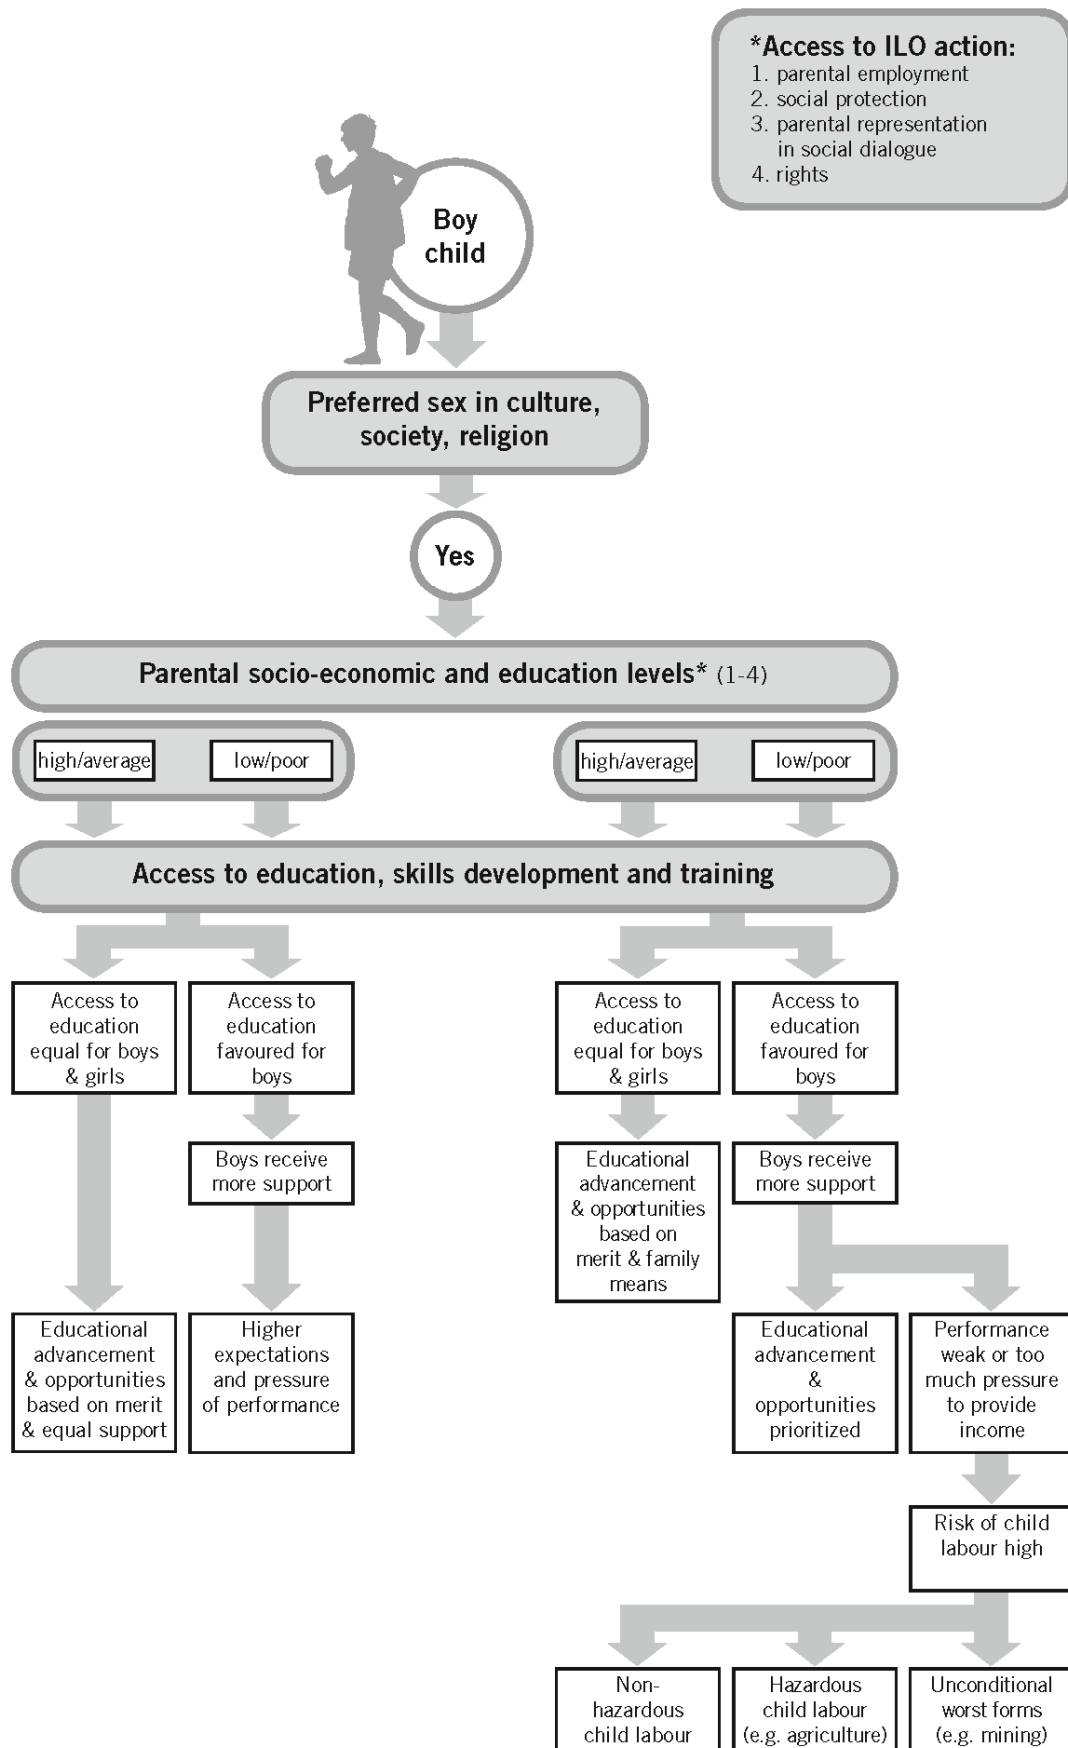 *Access to ILO action:
1. parental employment
2. social protection
3. parental representation
in social dialogue
4. rights
Boy
child
Preferred sex in culture,
society, religion
Yes
Parental socio-economic and education levels* (1-4)
high/average
low/poor
high/average
low/poor
Access to education, skills development and training
Access to
education
equal for boys
& girls
Access to
education
favoured for
boys
Access to
education
equal for boys
& girls
Access to
education
favoured for
boys
Boys receive
more support
Educational
advancement
& opportunities
based on
merit & family
means
Boys receive
more support
Educational
advancement
& opportunities
based on merit
& equal support
Higher
expectations
and pressure
of performance
Educational
advancement
&
opportunities
prioritized
Performance
weak or too
much pressure
to provide
income
Risk of child
labour high
Non-
hazardous
child labour
Hazardous
child labour
(e.g. agriculture)
Unconditional
worst forms
(e.g. mining)